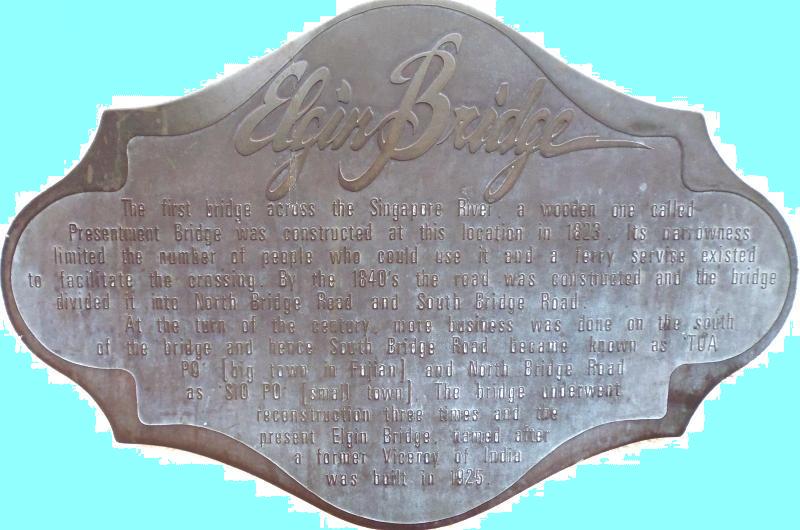 Elgin Bridge
The first bridge across the Singapore River, a wooden one called
Presentment Bridge was constructed at this location in 1823. Its narrowness
limited the number of people who could use it and a ferry service existed
to facilitate the crossing. By the 1840's the road was constructed and the bridge
divided it into North Bridge Road and South Bridge Road.
At the turn of the century, more business was done on the south
of the bridge and hence South Bridge Road became known as 'TUA
PO' [big town in Fujian] and North Bridge Road
as 'SIO PO' [small town]. The bridge underwent
reconstruction three times and the
present Elgin Bridge, named after
a former Viceroy of India
was built in 1925.